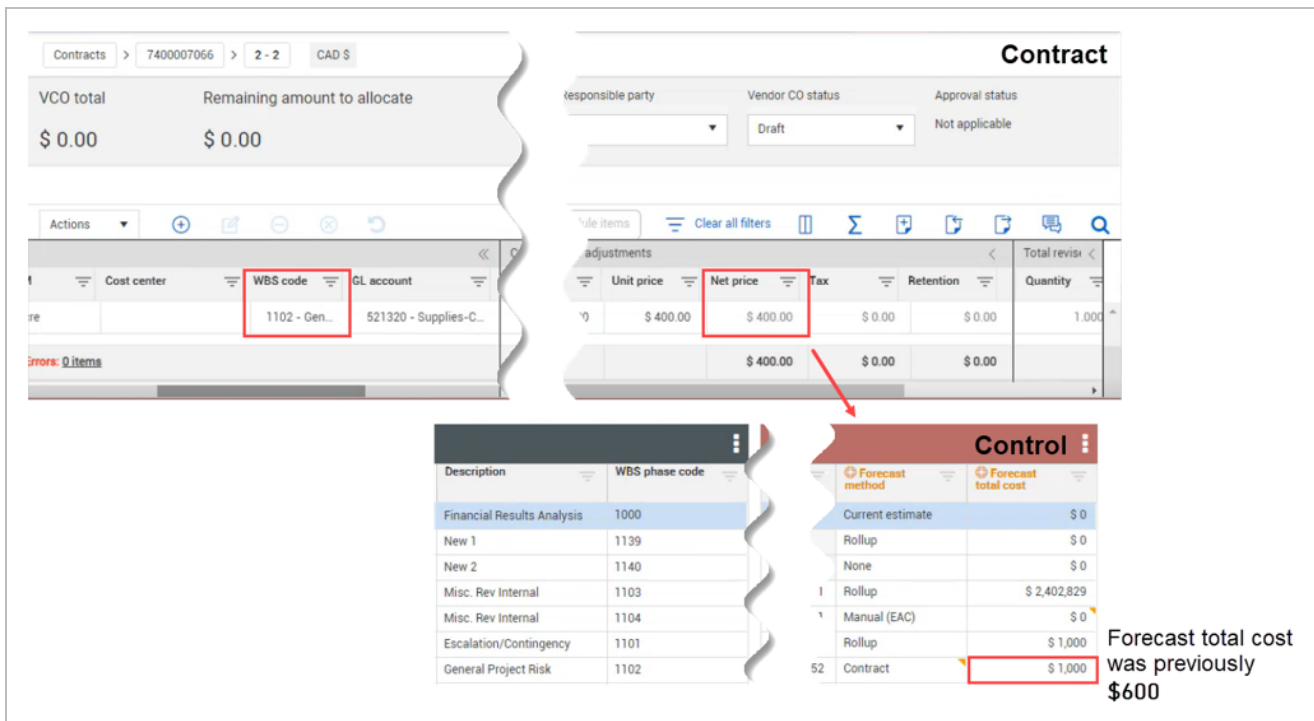 Contracts > 7400007066 > 2 - 2 CAD $ Contract
VCO total Remaining amount to allocate Responsible party Vendor CO status Approval status
$ 0.00 $ 0.00 Draft Not applicable
Actions Clear all filters
adjustments Total revise
Cost center WBS code GL account Unit price Net price Tax Retention Quantity
1102 - Gen... 521320 - Supplies-C... $ 400.00 $ 400.00 $ 0.00 $ 0.00 1.000
Errors: 0 items $ 400.00 $ 0.00 $ 0.00
Control
Description WBS phase code Forecast method Forecast total cost
Financial Results Analysis 1000 Current estimate $ 0
New 1 1139 Rollup $ 0
New 2 1140 None $ 0
Misc. Rev Internal 1103 Rollup $ 2,402,829
Misc. Rev Internal 1104 Manual (EAC) $ 0
Escalation/Contingency 1101 Rollup $ 1,000
General Project Risk 1102 52 Contract $ 1,000
Forecast total cost
was previously
$600